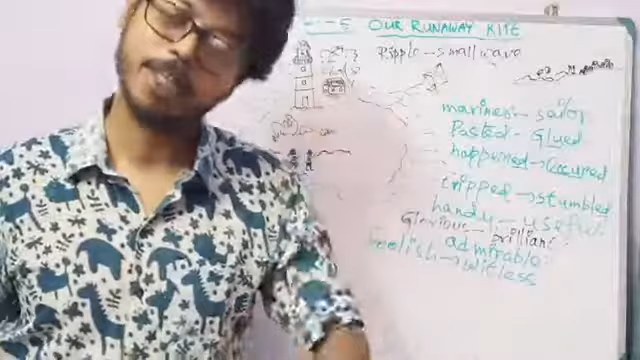 OUR RUNAWAY KITE
Ripple - small wave
mariner - sailor
Pasted - Glued
happened - Occured
tripped - stumbled
handy - useful
Glorious - brilliant
admirable
foolish - witless